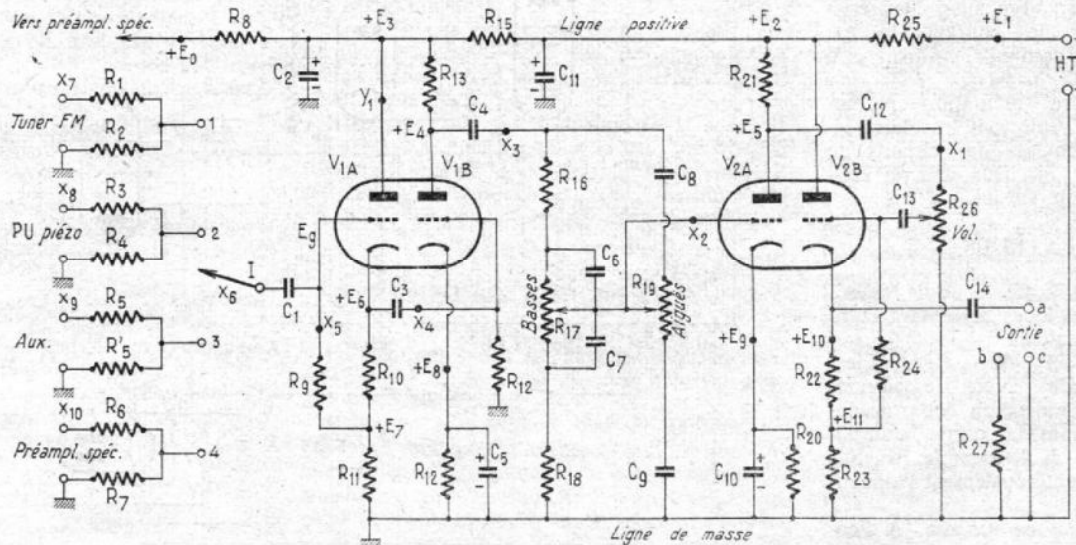 Vers préampl. spéc.
+E0
R8
+E3
R15
Ligne positive
+E2
R25
+E1
HT
C2
+
-
R13
Y1
C11
+
-
R21
X7
R1
Tuner FM
R2
1
+E4
C4
X3
+E5
C12
X1
V1A
V1B
R16
C8
V2A
V2B
X8
R3
PU piézo
R4
2
Eg
C13
R26
Vol.
X2
I
X6
C1
C6
R19
Aiguës
Basses
R17
C7
C14
a
Sortie
X9
R5
Aux.
R'5
3
+E6
C3
X4
X5
+E9
+E10
b
c
R9
R10
+E8
R12
R22
R24
X10
R6
Préampl. spéc.
R7
4
+E7
+E11
R20
R27
R11
R12
C5
+
-
R18
C9
C10
+
-
R23
Ligne de masse